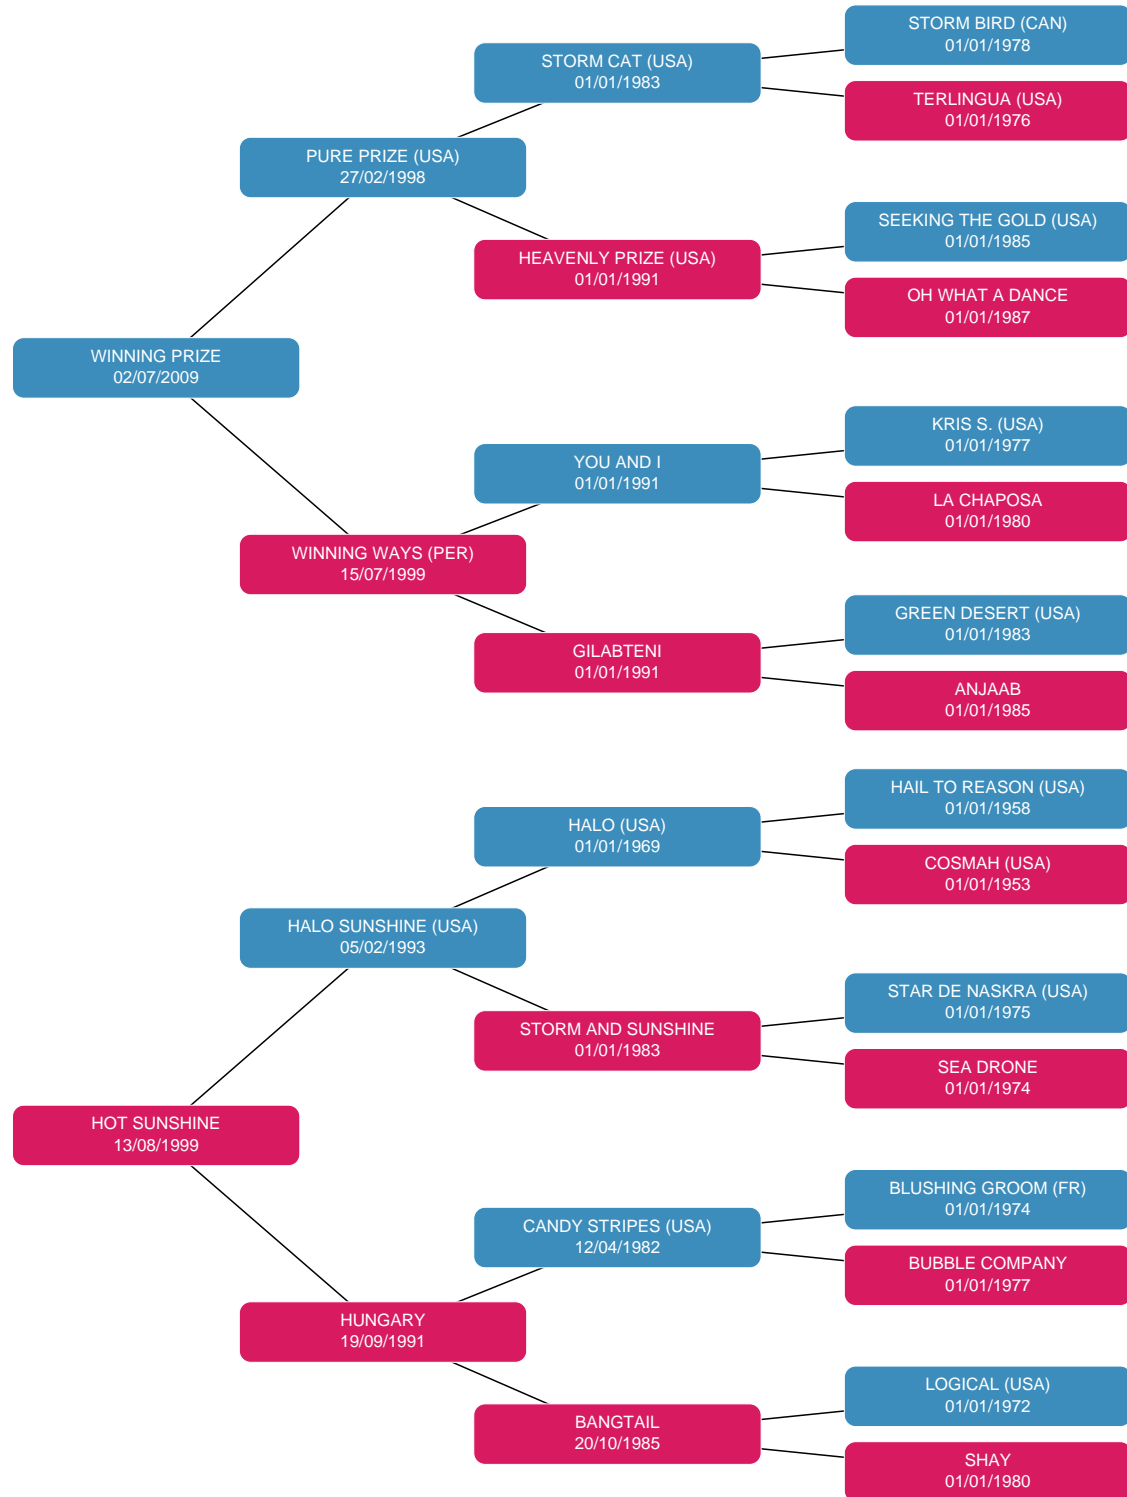 STORM BIRD (CAN)
01/01/1978
STORM CAT (USA)
01/01/1983
TERLINGUA (USA)
01/01/1976
PURE PRIZE (USA)
27/02/1998
SEEKING THE GOLD (USA)
01/01/1985
HEAVENLY PRIZE (USA)
01/01/1991
OH WHAT A DANCE
01/01/1987
WINNING PRIZE
02/07/2009
KRIS S. (USA)
01/01/1977
YOU AND I
01/01/1991
LA CHAPOSA
01/01/1980
WINNING WAYS (PER)
15/07/1999
GREEN DESERT (USA)
01/01/1983
GILABTENI
01/01/1991
ANJAAB
01/01/1985
HAIL TO REASON (USA)
01/01/1958
HALO (USA)
01/01/1969
COSMAH (USA)
01/01/1953
HALO SUNSHINE (USA)
05/02/1993
STAR DE NASKRA (USA)
01/01/1975
STORM AND SUNSHINE
01/01/1983
SEA DRONE
01/01/1974
HOT SUNSHINE
13/08/1999
BLUSHING GROOM (FR)
01/01/1974
CANDY STRIPES (USA)
12/04/1982
BUBBLE COMPANY
01/01/1977
HUNGARY
19/09/1991
LOGICAL (USA)
01/01/1972
BANGTAIL
20/10/1985
SHAY
01/01/1980